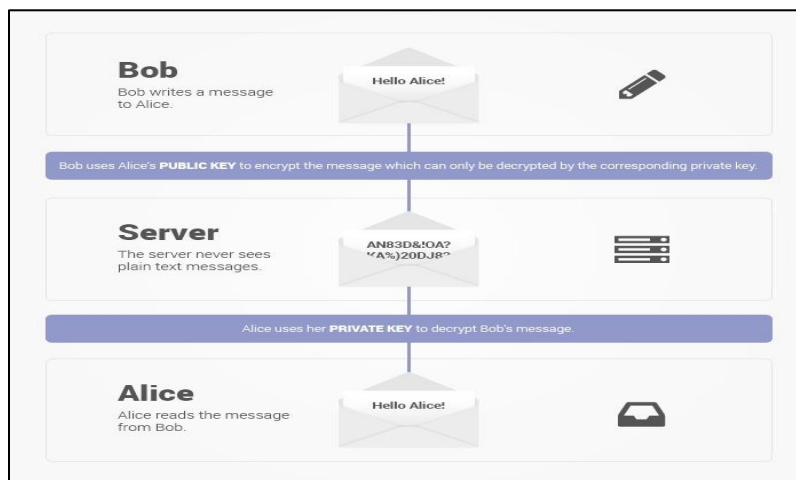 Bob
Bob writes a message
to Alice.
Hello Alice!
Bob uses Alice's PUBLIC KEY to encrypt the message which can only be decrypted by the corresponding private key.
Server
The server never sees
plain text messages.
AN83D&!OA?
Alice uses her PRIVATE KEY to decrypt Bob's message.
Alice
Alice reads the message
from Bob.
Hello Alice!